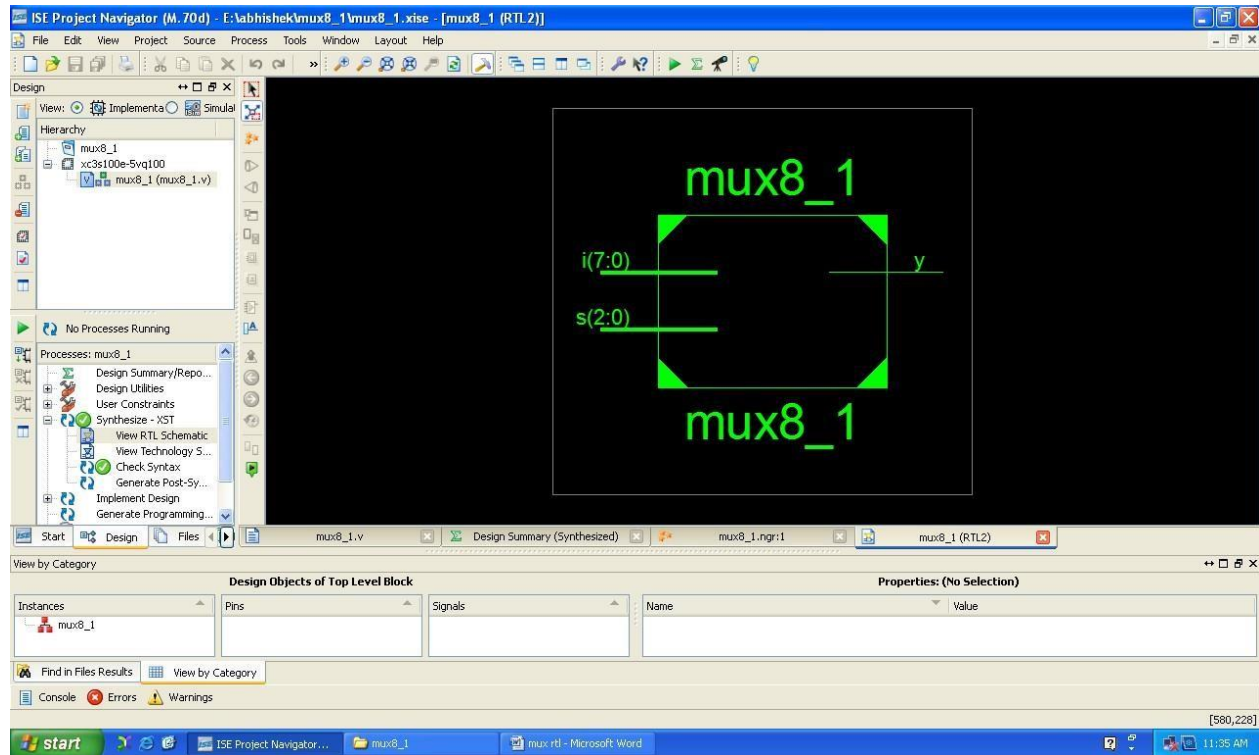 ISE Project Navigator (M.70d) - E:\abhishek\mux8_1\mux8_1.xise - [mux8_1 (RTL2)]
File Edit View Project Source Process Tools Window Layout Help
Design
View: Implementa Simulat
Hierarchy
mux8_1
xc3s100e-5vq100
mux8_1 (mux8_1.v)
No Processes Running
Processes: mux8_1
Design Summary/Repo...
Design Utilities
User Constraints
Synthesize - XST
View RTL Schematic
View Technology S...
Check Syntax
Generate Post-Sy...
Implement Design
Generate Programming...
mux8_1
i(7:0)
y
s(2:0)
mux8_1
Start Design Files
mux8_1.v
Design Summary (Synthesized)
mux8_1.ngr:1
mux8_1 (RTL2)
View by Category
Design Objects of Top Level Block
Properties: (No Selection)
Instances Pins Signals Name Value
mux8_1
Find in Files Results View by Category
Console Errors Warnings
[580,228]
start ISE Project Navigator... mux8_1 mux rtl - Microsoft Word 11:35 AM